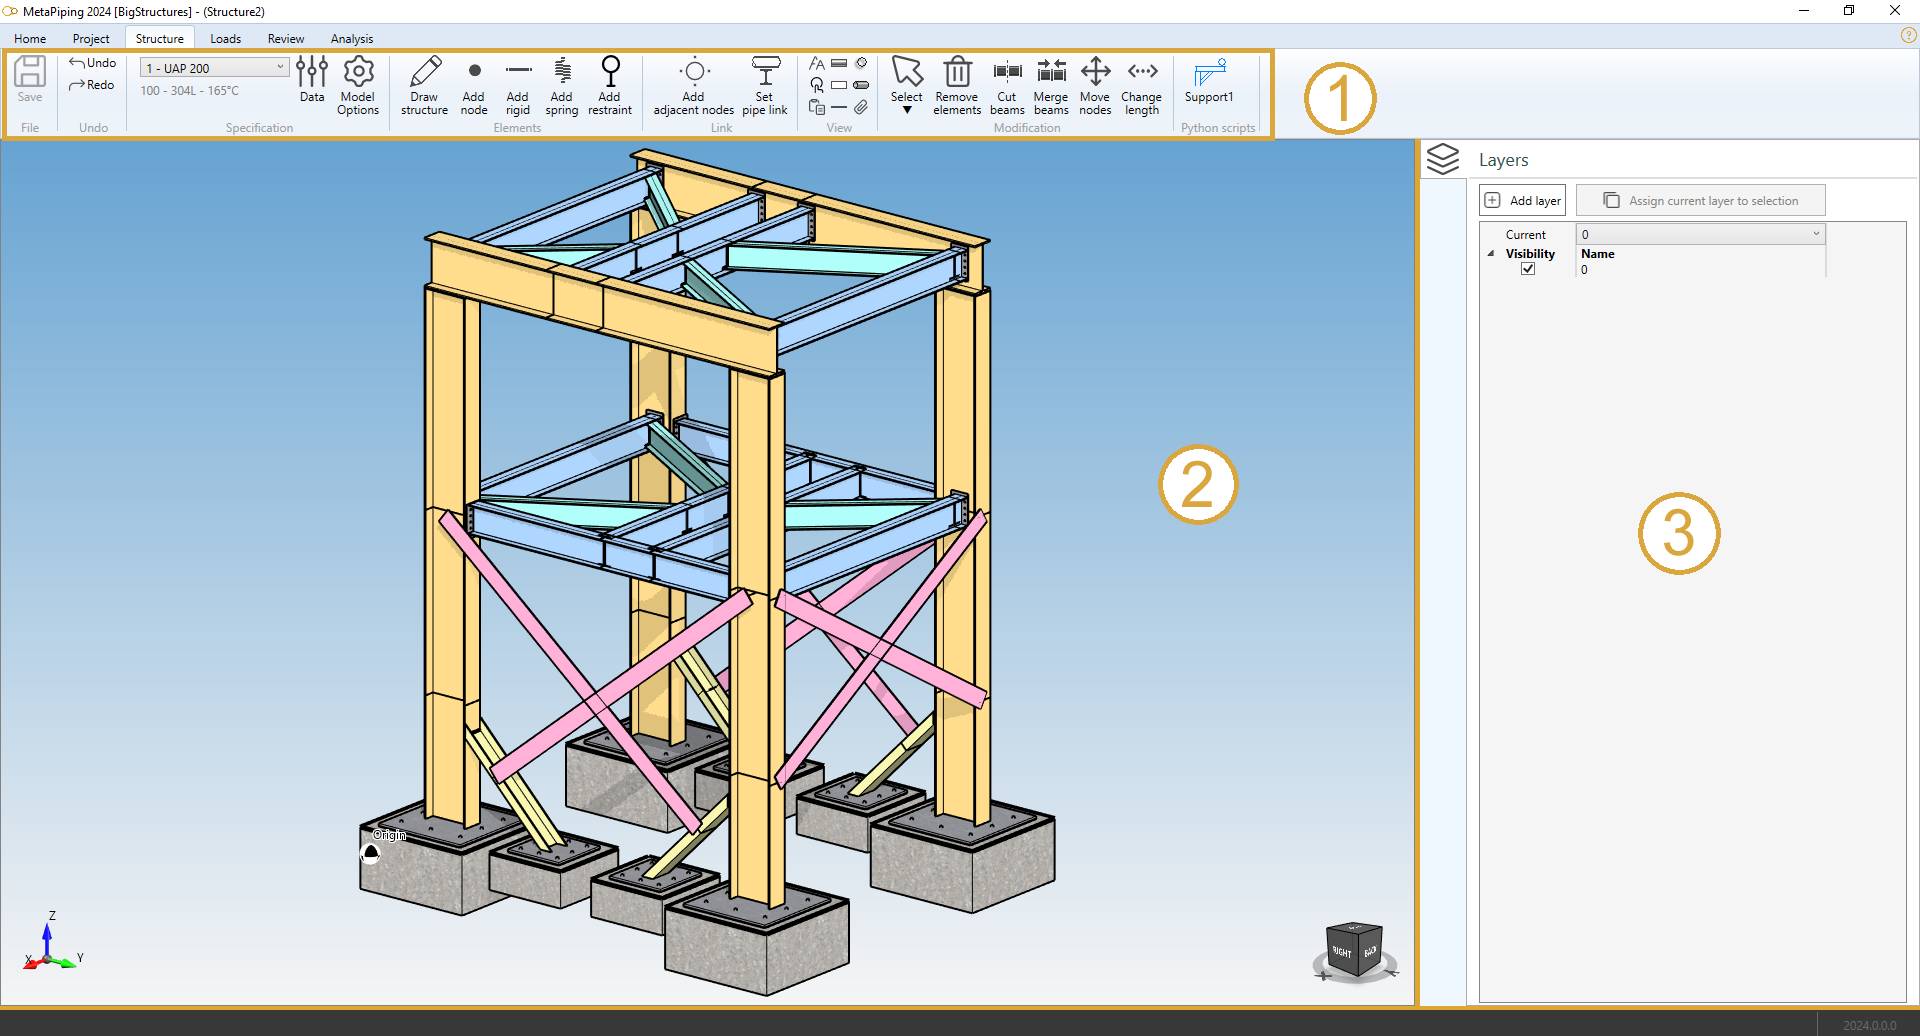 MetaPiping 2024 [BigStructures] - (Structure2)
Home Project Structure Loads Review Analysis
?
Save
File
Undo
Redo
Undo
1 - UAP 200
100 - 304L - 165°C
Data
Model
Options
Specification
Draw
structure
Add
node
Add
rigid
Add
spring
Add
restraint
Elements
Add
adjacent nodes
Set
pipe link
Link
View
Select
Remove
elements
Cut
beams
Merge
beams
Move
nodes
Change
length
Modification
Support1
Python scripts
1
2
Origin
Z
X
Y
RIGHT
BACK
Layers
Add layer
Assign current layer to selection
Current 0
Visibility Name
0
3
2024.0.0.0